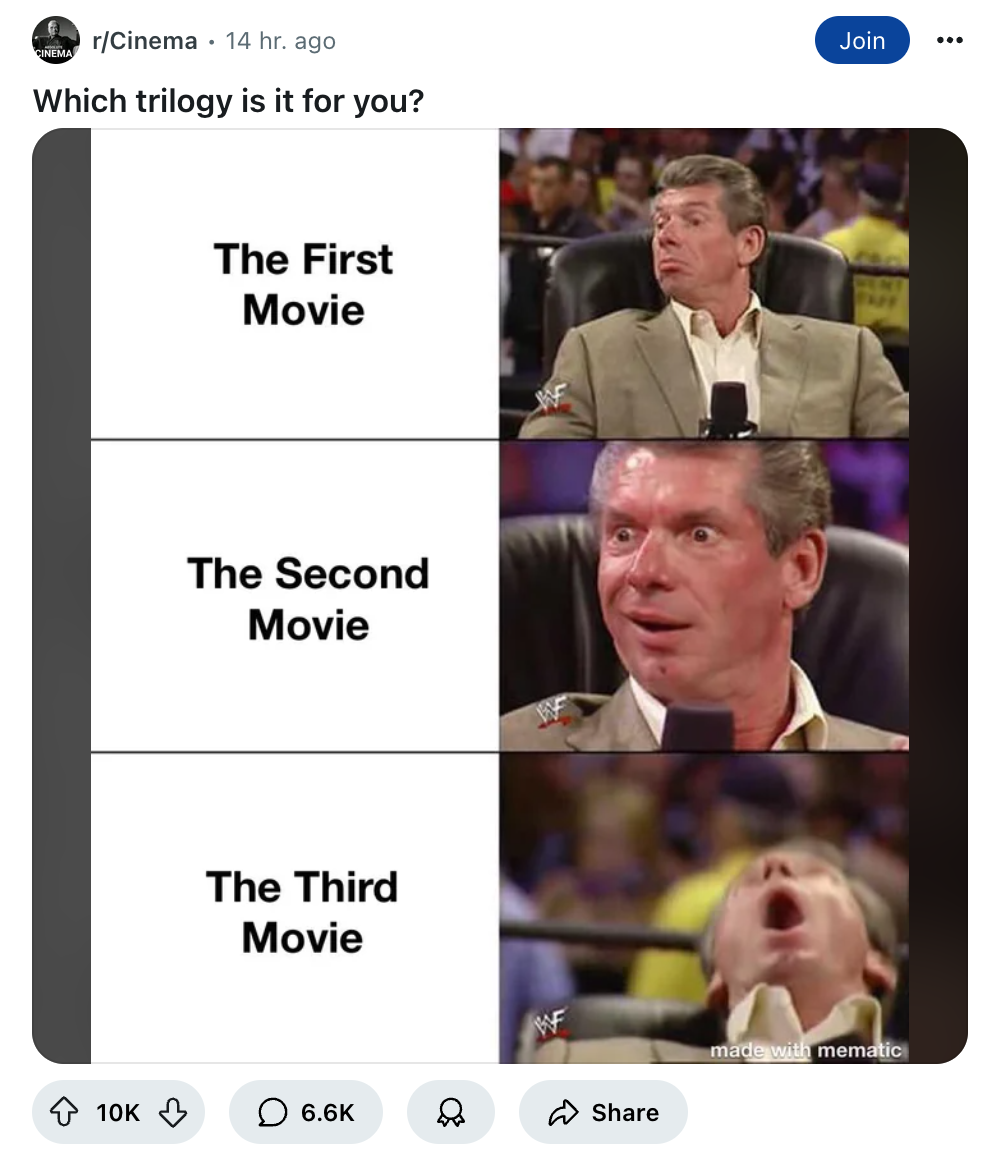 CINEMA
r/Cinema • 14 hr. ago
Join
Which trilogy is it for you?
The First
Movie
The Second
Movie
The Third
Movie
made with mematic
10K
6.6K
Share